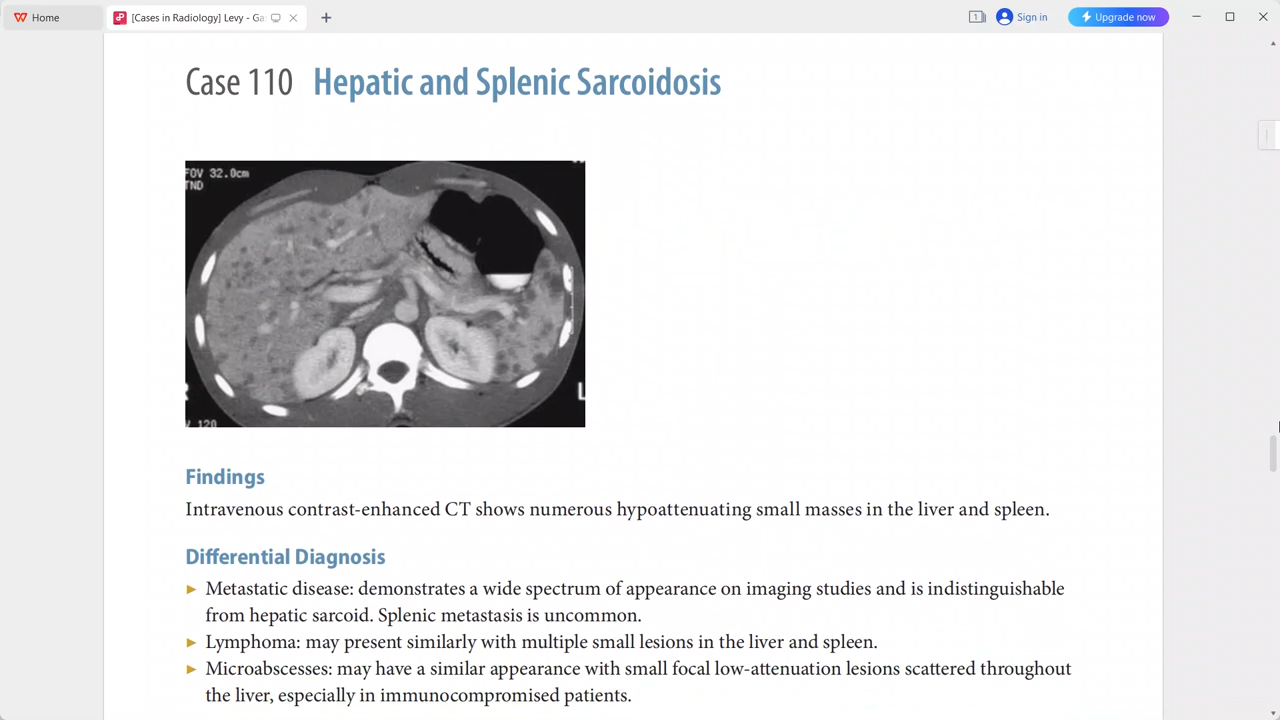 Home
[Cases in Radiology] Levy - Ga
1
Sign in
Upgrade now
Case 110 Hepatic and Splenic Sarcoidosis
FOV 32.0cm
TND
R
L
V 120
Findings
Intravenous contrast-enhanced CT shows numerous hypoattenuating small masses in the liver and spleen.
Differential Diagnosis
► Metastatic disease: demonstrates a wide spectrum of appearance on imaging studies and is indistinguishable
from hepatic sarcoid. Splenic metastasis is uncommon.
► Lymphoma: may present similarly with multiple small lesions in the liver and spleen.
► Microabscesses: may have a similar appearance with small focal low-attenuation lesions scattered throughout
the liver, especially in immunocompromised patients.